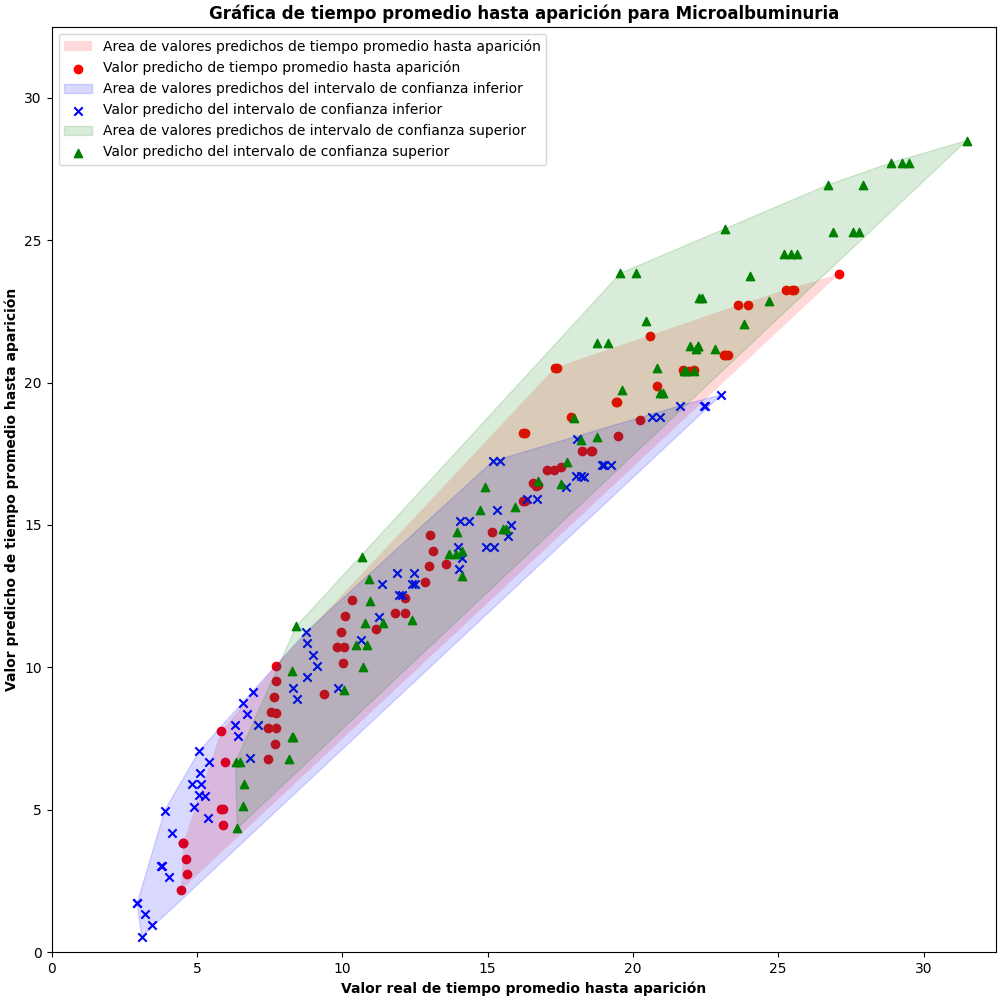 Gráfica de tiempo promedio hasta aparición para Microalbuminuria
Area de valores predichos de tiempo promedio hasta aparición
Valor predicho de tiempo promedio hasta aparición
Area de valores predichos del intervalo de confianza inferior
Valor predicho del intervalo de confianza inferior
Area de valores predichos de intervalo de confianza superior
Valor predicho del intervalo de confianza superior
Valor predicho de tiempo promedio hasta aparición
30
25
20
15
10
5
0
0 5 10 15 20 25 30
Valor real de tiempo promedio hasta aparición